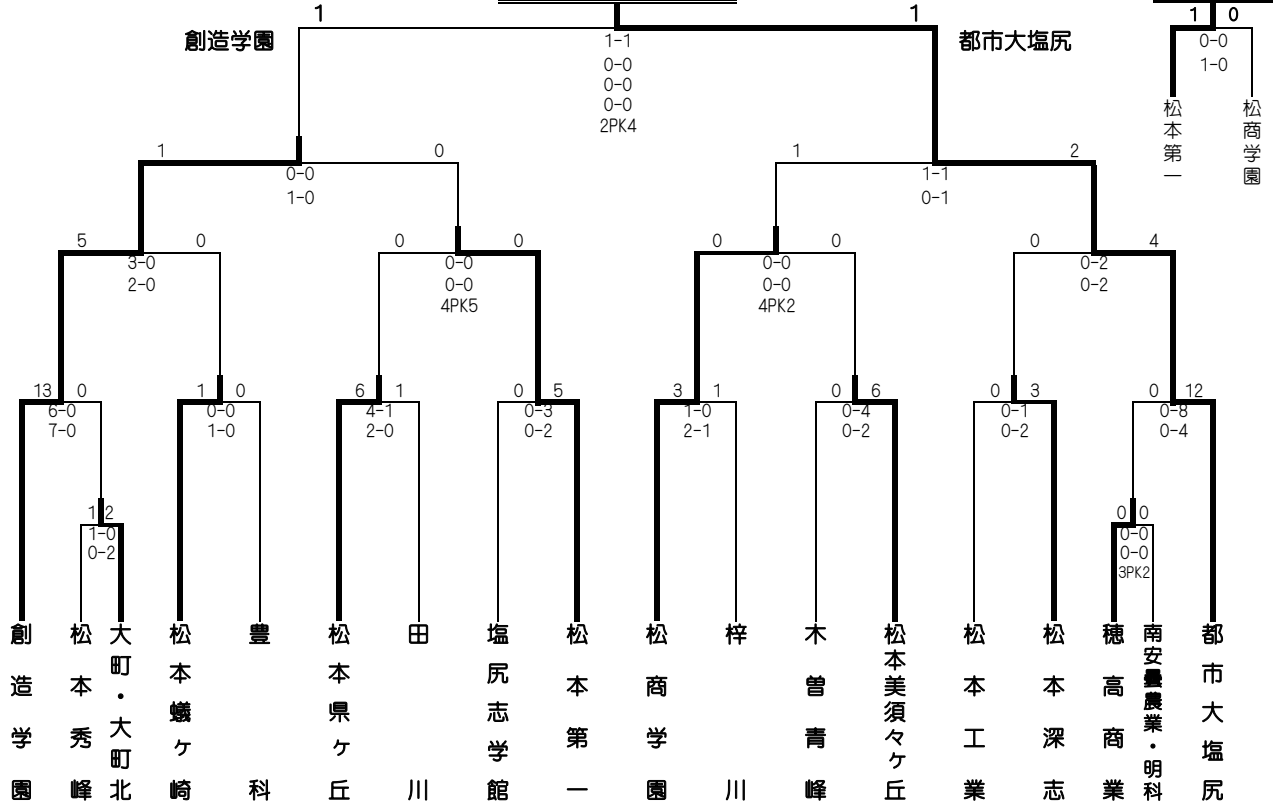 1 1 1 0
創造学園 都市大塩尻
1-1
0-0
0-0
0-0
2PK4
0-0
1-0
松本第一
松商学園
1 0 1 2
0-0
1-0
1-1
0-1
5 0 0 0 0 0 0 4
3-0
2-0
0-0
0-0
4PK5
0-0
0-0
4PK2
0-2
0-2
13 0 1 0 6 1 0 5 3 1 0 6 0 3 0 12
6-0
7-0
0-0
1-0
4-1
2-0
0-3
0-2
1-0
2-1
0-4
0-2
0-1
0-2
0-8
0-4
1 2
1-0
0-2
0 0
0-0
0-0
3PK2
創造学園
松本秀峰
大町・大町北
松本蟻ヶ崎
豊科
松本県ヶ丘
田川
塩尻志学館
松本第一
松商学園
梓川
木曽青峰
松本美須々ヶ丘
松本工業
松本深志
穂高商業
南安曇農業・明科
都市大塩尻